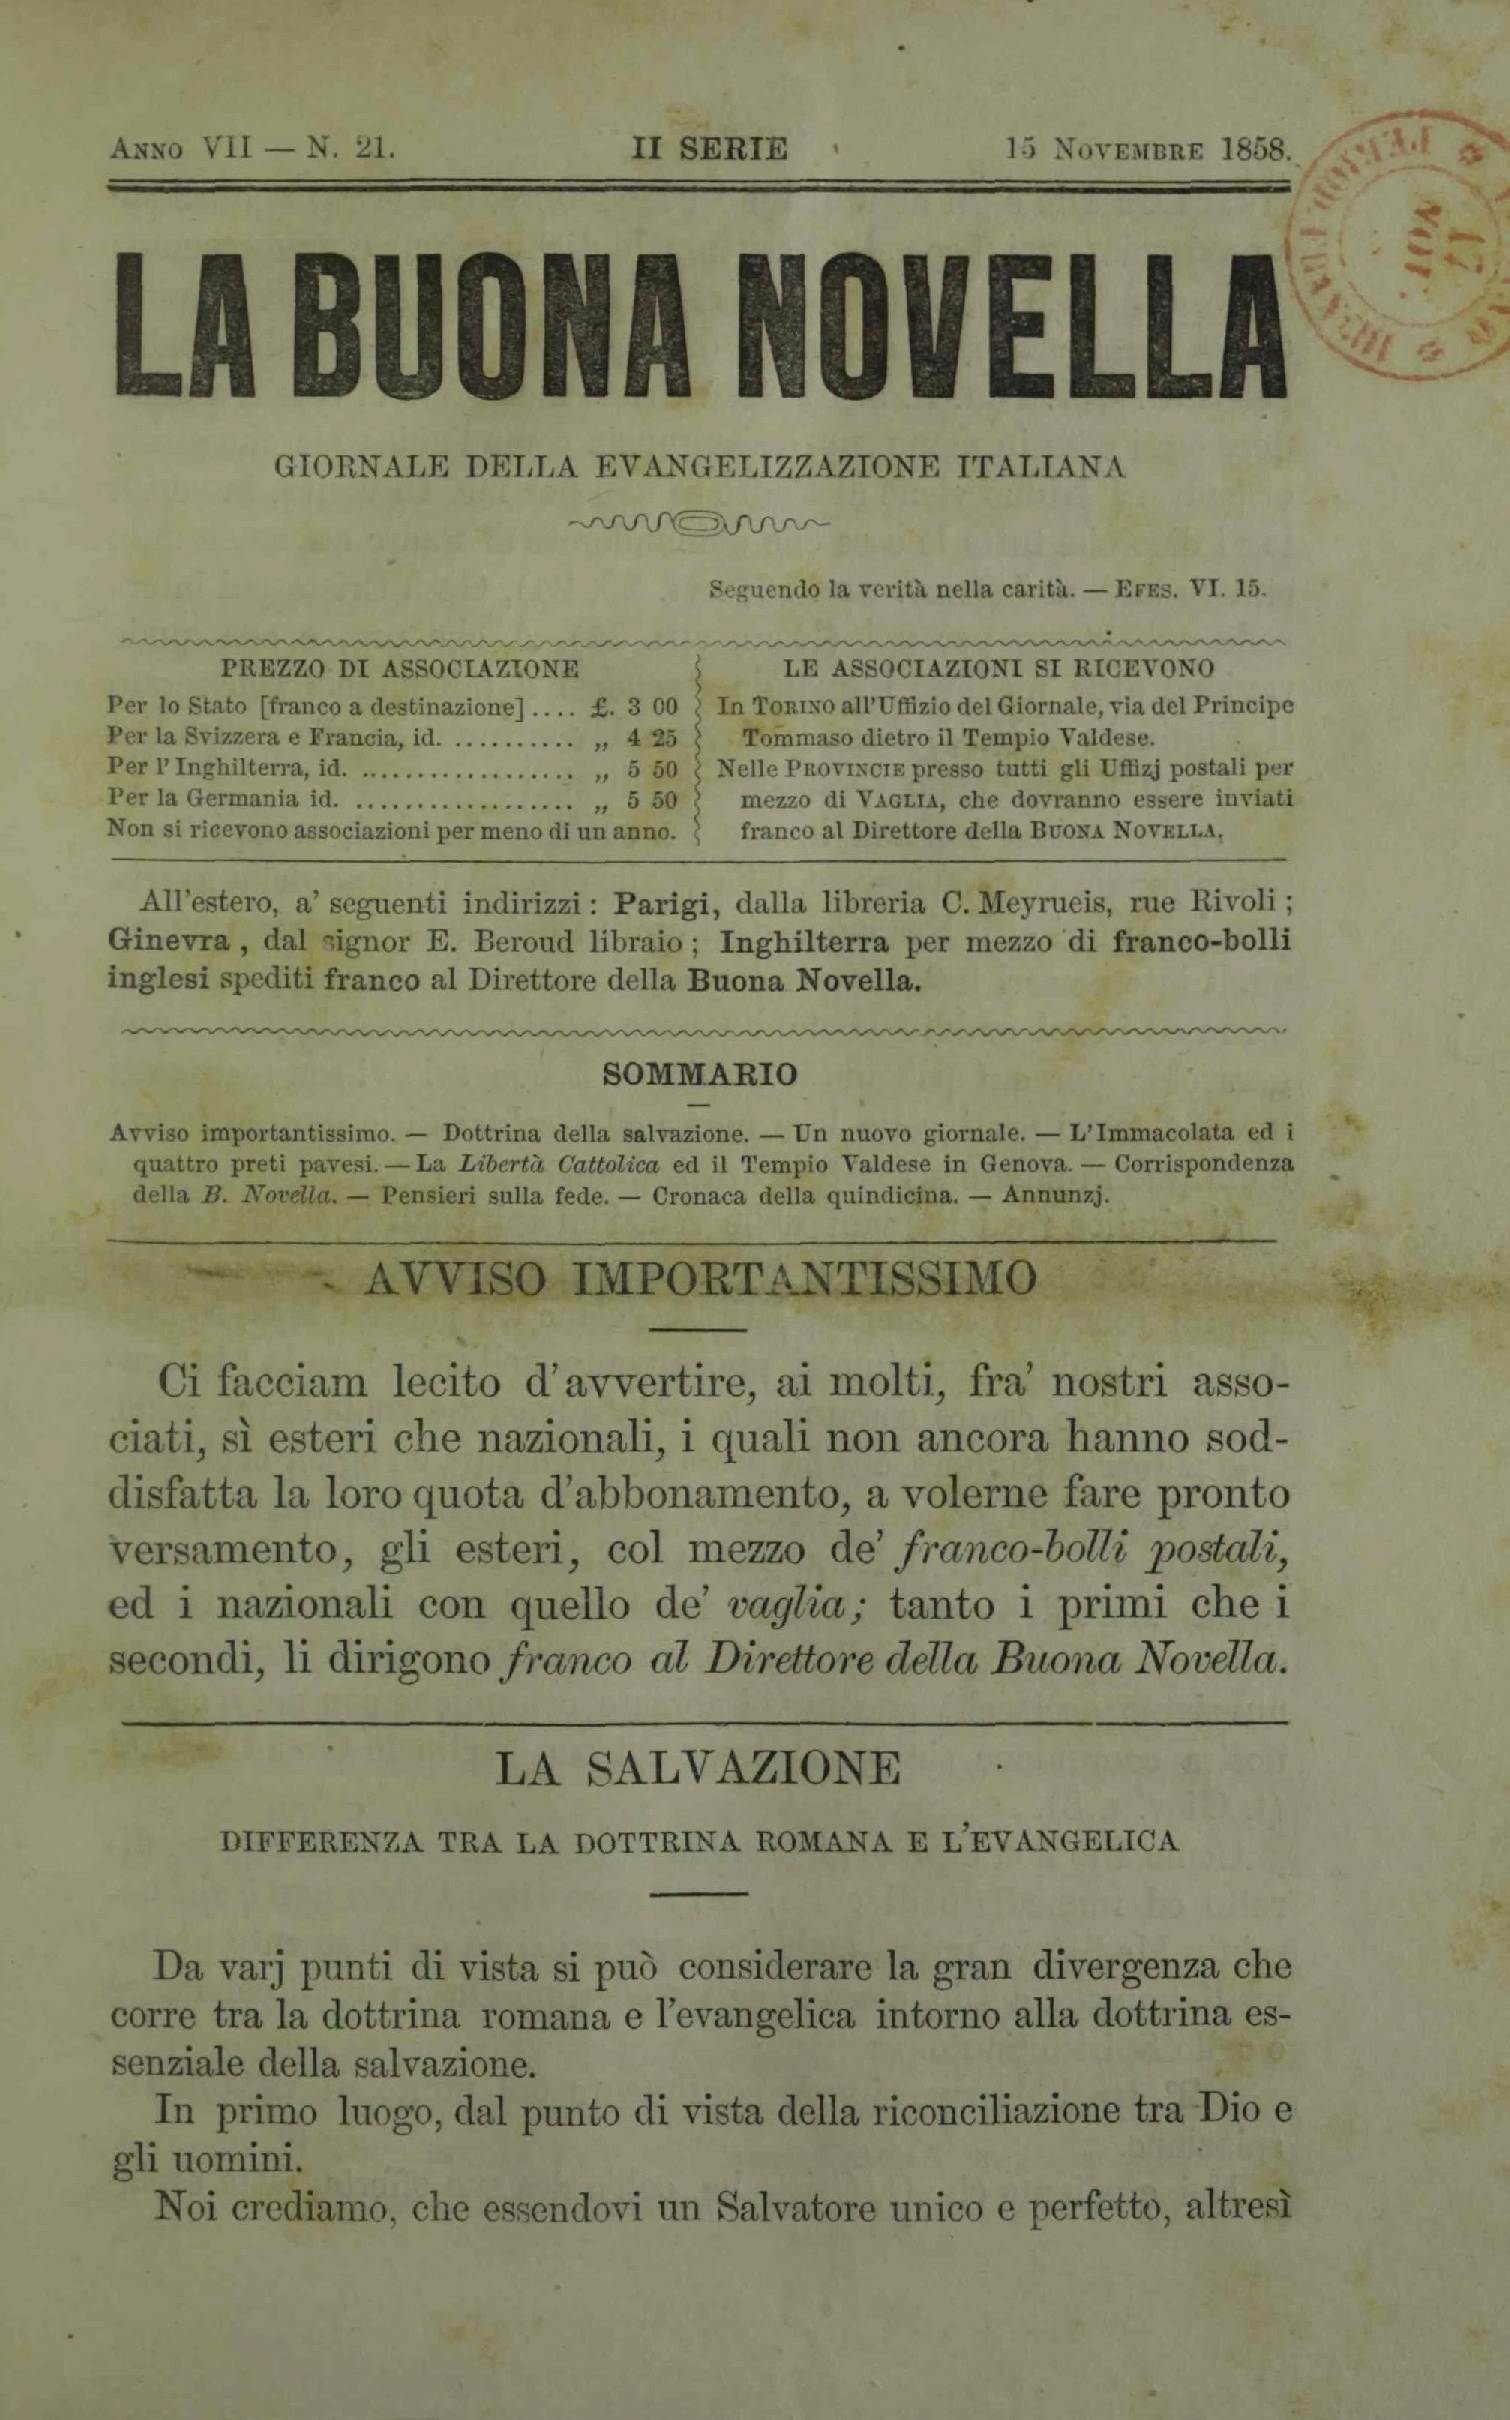 ANNO VII — N. 21.
II SERIE
15 NOVEMBRE 1858.
LA BUONA NOVELLA
GIORNALE DELLA EVANGELIZZAZIONE ITALIANA
Seguendo la verità nella carità. — EFES. VI. 15.
PREZZO DI ASSOCIAZIONE
Per lo Stato [franco a destinazione] .... £. 3 00
Per la Svizzera e Francia, id. ........... „ 4 25
Per l'Inghilterra, id. ................... „ 5 50
Per la Germania id. ................... „ 5 50
Non si ricevono associazioni per meno di un anno.
LE ASSOCIAZIONI SI RICEVONO
In TORINO all'Uffizio del Giornale, via del Principe
Tommaso dietro il Tempio Valdese.
Nelle PROVINCIE presso tutti gli Uffizj postali per
mezzo di VAGLIA, che dovranno essere inviati
franco al Direttore della BUONA NOVELLA.
All'estero, a' seguenti indirizzi: Parigi, dalla libreria C. Meyrueis, rue Rivoli;
Ginevra, dal signor E. Beroud libraio; Inghilterra per mezzo di franco-bolli
inglesi spediti franco al Direttore della Buona Novella.
SOMMARIO
Avviso importantissimo. — Dottrina della salvazione. — Un nuovo giornale. — L'Immacolata ed i
quattro preti pavesi. — La Libertà Cattolica ed il Tempio Valdese in Genova. — Corrispondenza
della B. Novella. — Pensieri sulla fede. — Cronaca della quindicina. — Annunzj.
AVVISO IMPORTANTISSIMO
Ci facciam lecito d'avvertire, ai molti, fra' nostri asso-
ciati, sì esteri che nazionali, i quali non ancora hanno sod-
disfatta la loro quota d'abbonamento, a volerne fare pronto
versamento, gli esteri, col mezzo de' franco-bolli postali,
ed i nazionali con quello de' vaglia; tanto i primi che i
secondi, li dirigono franco al Direttore della Buona Novella.
LA SALVAZIONE
DIFFERENZA TRA LA DOTTRINA ROMANA E L'EVANGELICA
Da varj punti di vista si può considerare la gran divergenza che
corre tra la dottrina romana e l'evangelica intorno alla dottrina es-
senziale della salvazione.
In primo luogo, dal punto di vista della riconciliazione tra Dio e
gli uomini.
Noi crediamo, che essendovi un Salvatore unico e perfetto, altresì
17
NOV